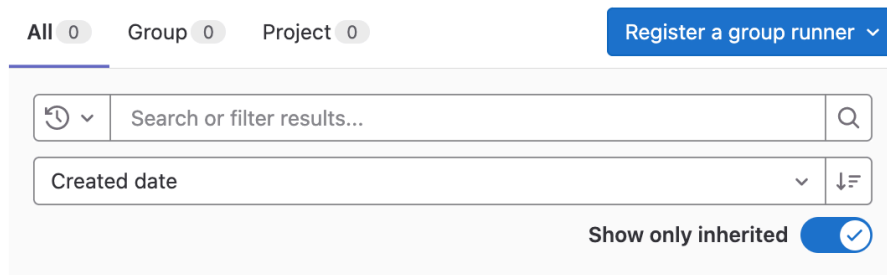 All 0 Group 0 Project 0 Register a group runner
Search or filter results...
Created date
Show only inherited